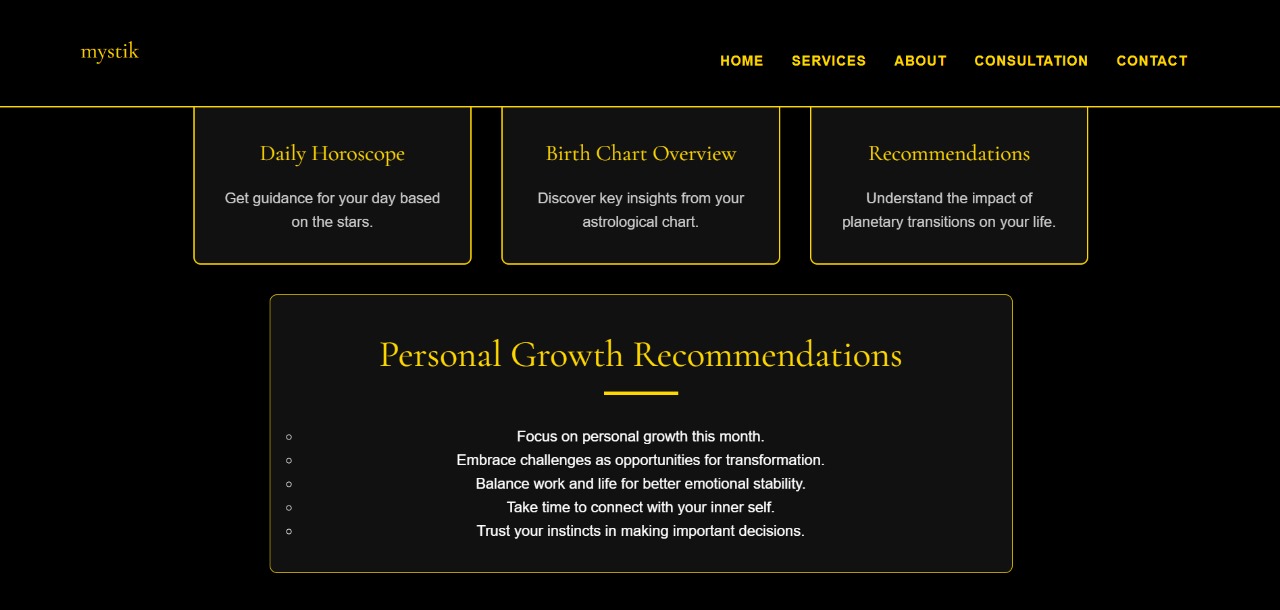 mystik
HOME SERVICES ABOUT CONSULTATION CONTACT
Daily Horoscope
Get guidance for your day based
on the stars.
Birth Chart Overview
Discover key insights from your
astrological chart.
Recommendations
Understand the impact of
planetary transitions on your life.
Personal Growth Recommendations
Focus on personal growth this month.
Embrace challenges as opportunities for transformation.
Balance work and life for better emotional stability.
Take time to connect with your inner self.
Trust your instincts in making important decisions.